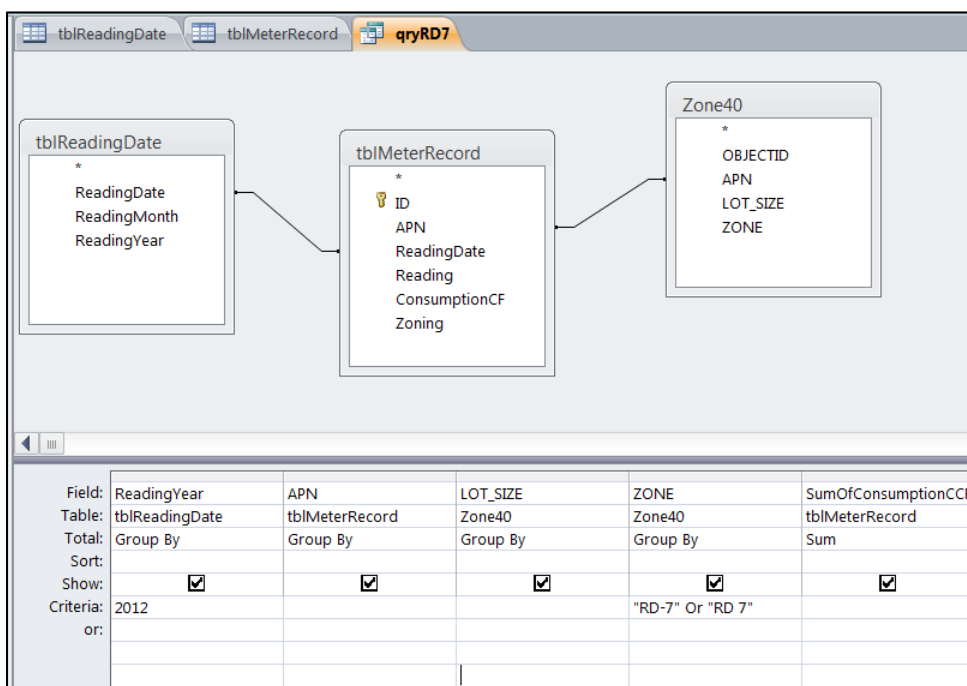 tblReadingDate tblMeterRecord qryRD7
tblReadingDate
*
ReadingDate
ReadingMonth
ReadingYear
tblMeterRecord
*
ID
APN
ReadingDate
Reading
ConsumptionCF
Zoning
Zone40
*
OBJECTID
APN
LOT_SIZE
ZONE
Field: ReadingYear APN LOT_SIZE ZONE SumOfConsumptionCCF
Table: tblReadingDate tblMeterRecord Zone40 Zone40 tblMeterRecord
Total: Group By Group By Group By Group By Sum
Sort:
Show:
Criteria: 2012 "RD-7" Or "RD 7"
or: